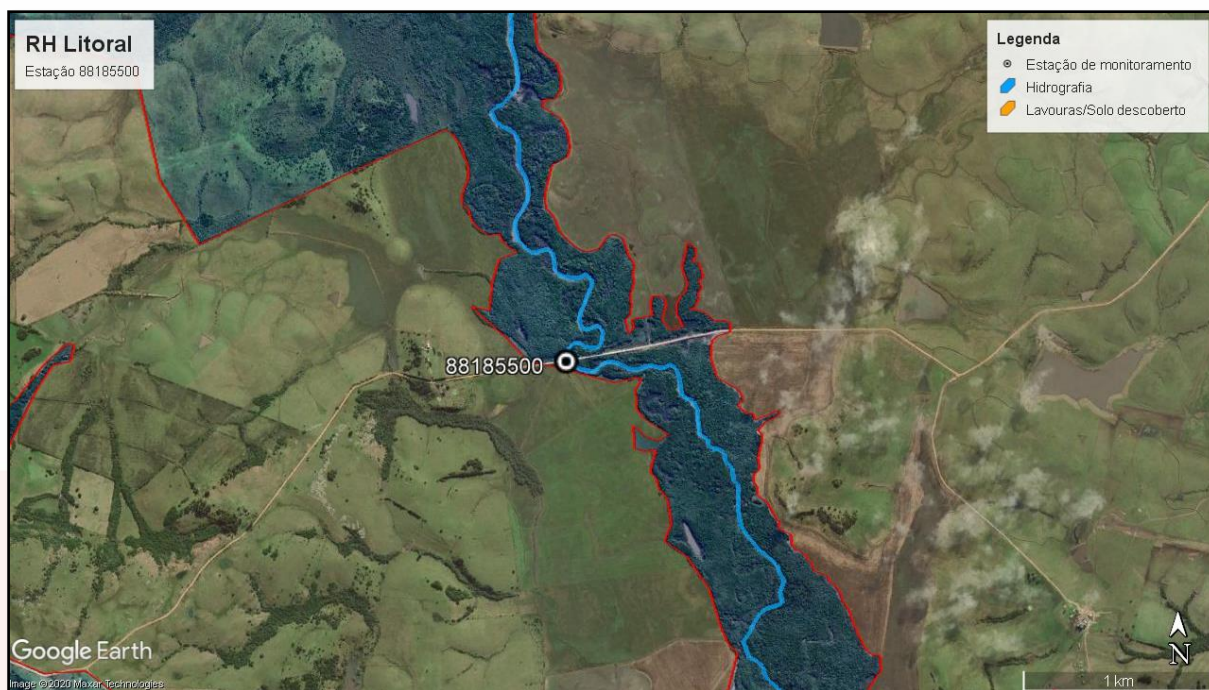 RH Litoral
Estação 88185500
Legenda
Estação de monitoramento
Hidrografia
Lavouras/Solo descoberto
88185500
Google Earth
Image © 2020 Maxar Technologies
N
1 km